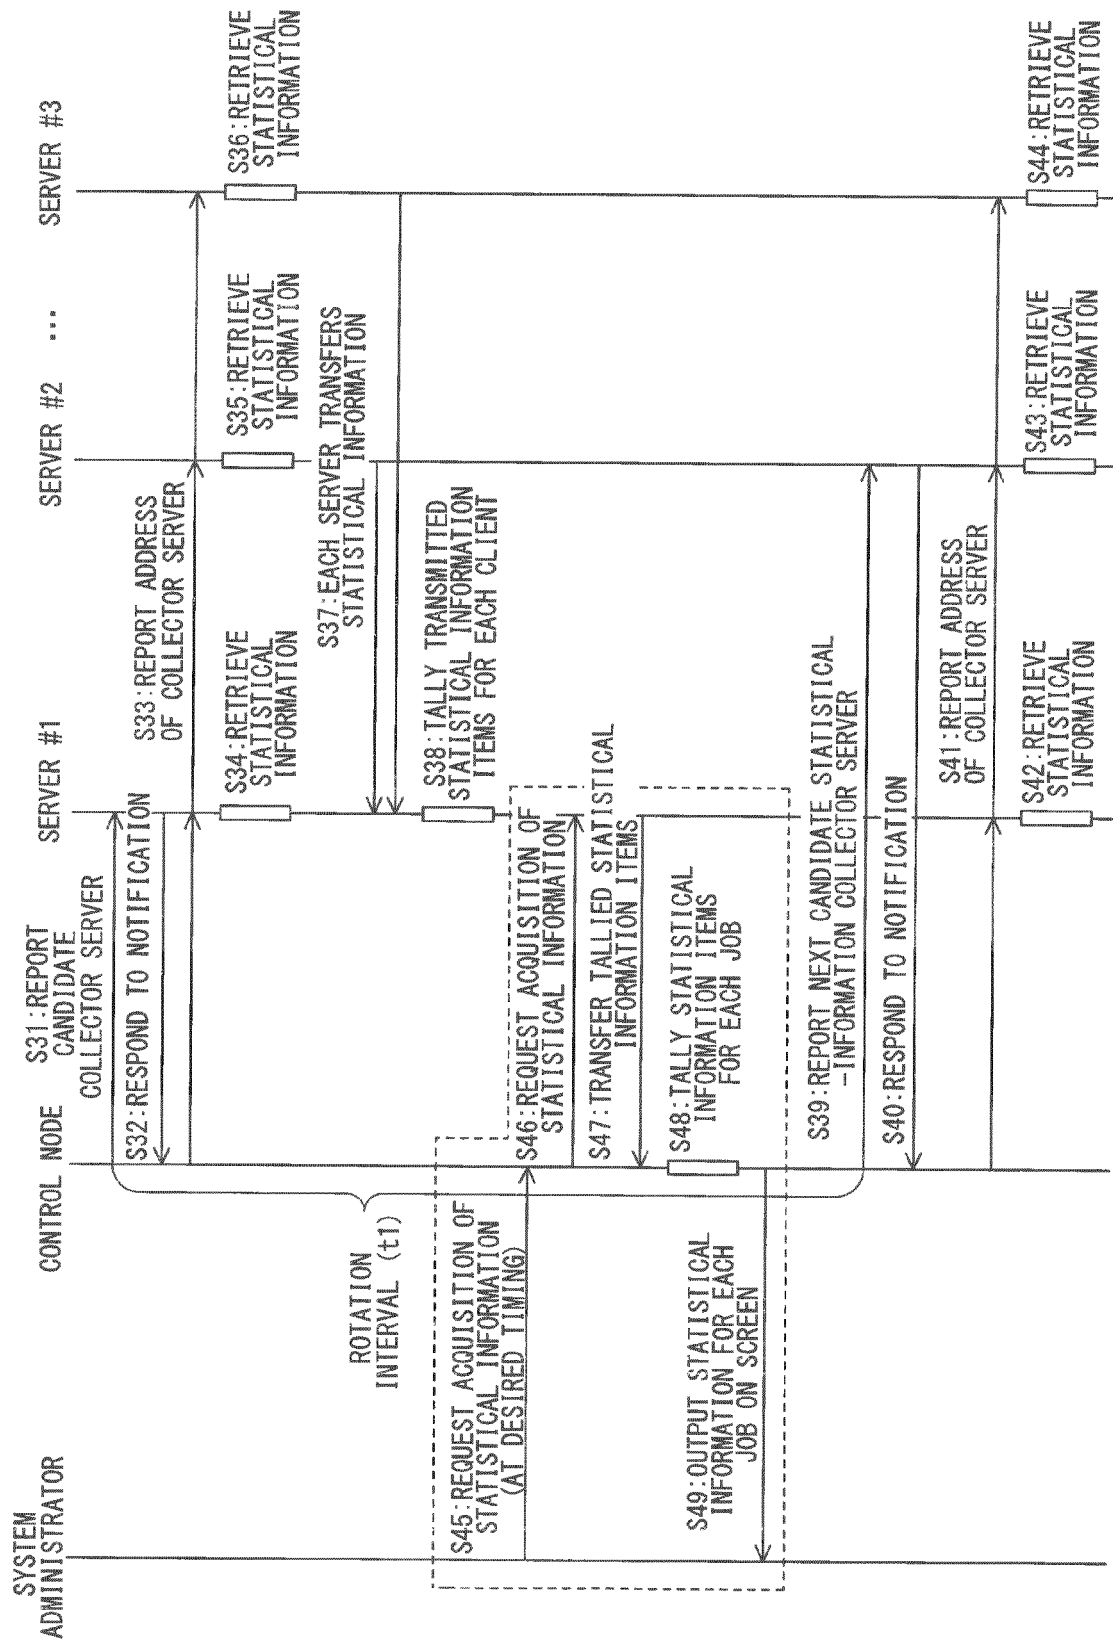 SYSTEM
ADMINISTRATOR
CONTROL NODE
SERVER #1
SERVER #2
...
SERVER #3
S31:REPORT
CANDIDATE
COLLECTOR SERVER
S32:RESPOND TO NOTIFICATION
S33:REPORT ADDRESS
OF COLLECTOR SERVER
S34:RETRIEVE
STATISTICAL
INFORMATION
S35:RETRIEVE
STATISTICAL
INFORMATION
S36:RETRIEVE
STATISTICAL
INFORMATION
S37:EACH SERVER TRANSFERS
STATISTICAL INFORMATION
ROTATION
INTERVAL (t1)
S38:TALLY TRANSMITTED
STATISTICAL INFORMATION
ITEMS FOR EACH CLIENT
S45:REQUEST ACQUISITION OF
STATISTICAL INFORMATION
(AT DESIRED TIMING)
S46:REQUEST ACQUISITION OF
STATISTICAL INFORMATION
S47:TRANSFER TALLIED STATISTICAL
INFORMATION ITEMS
S48:TALLY STATISTICAL
INFORMATION ITEMS
FOR EACH JOB
S49:OUTPUT STATISTICAL
INFORMATION FOR EACH
JOB ON SCREEN
S39:REPORT NEXT CANDIDATE STATISTICAL
-INFORMATION COLLECTOR SERVER
S40:RESPOND TO NOTIFICATION
S41:REPORT ADDRESS
OF COLLECTOR SERVER
S42:RETRIEVE
STATISTICAL
INFORMATION
S43:RETRIEVE
STATISTICAL
INFORMATION
S44:RETRIEVE
STATISTICAL
INFORMATION